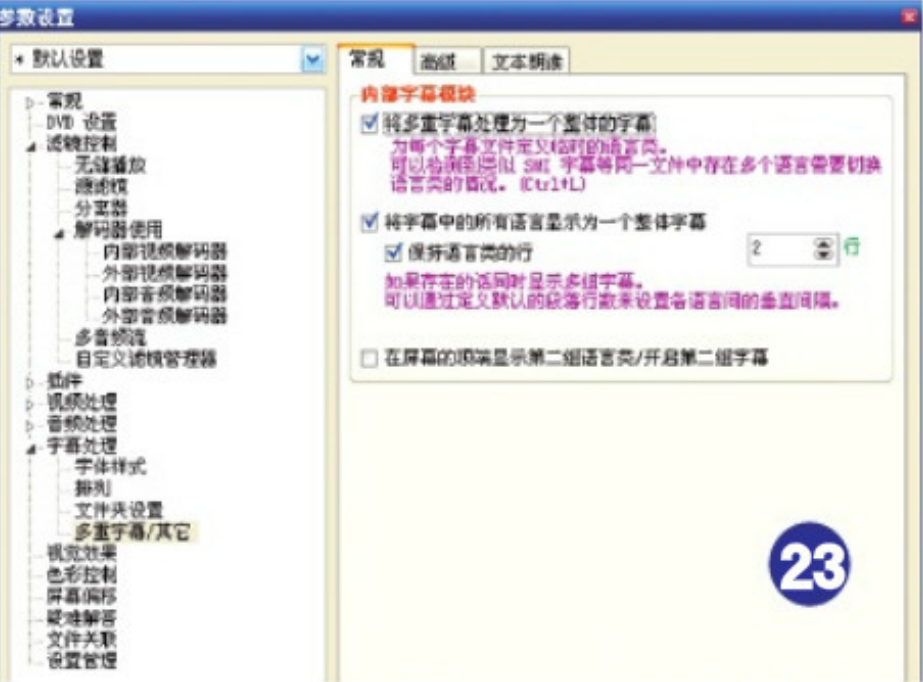 参数设置
* 默认设置
常规
DVD 设置
滤镜控制
无缝播放
源滤镜
分离器
解码器使用
内部视频解码器
外部视频解码器
内部音频解码器
外部音频解码器
多音频流
自定义滤镜管理器
插件
视频处理
音频处理
字幕处理
字体样式
排列
文件夹设置
多重字幕/其它
视觉效果
色彩控制
屏幕偏移
疑难解答
文件关联
设置管理
常规 高级 文本朗读
内部字幕模块
将多重字幕处理为一个整体的字幕
为每个字幕文件定义临时的语言类。
可以检测到类似 SMI 字幕等同一文件中存在多个语言需要切换
语言类的情况。(Ctrl+L)
将字幕中的所有语言显示为一个整体字幕
保持语言类的行 2 行
如果存在的话同时显示多组字幕。
可以通过定义默认的段落行数来设置各语言间的垂直间隔。
在屏幕的顶端显示第二组语言类/开启第二组字幕
23